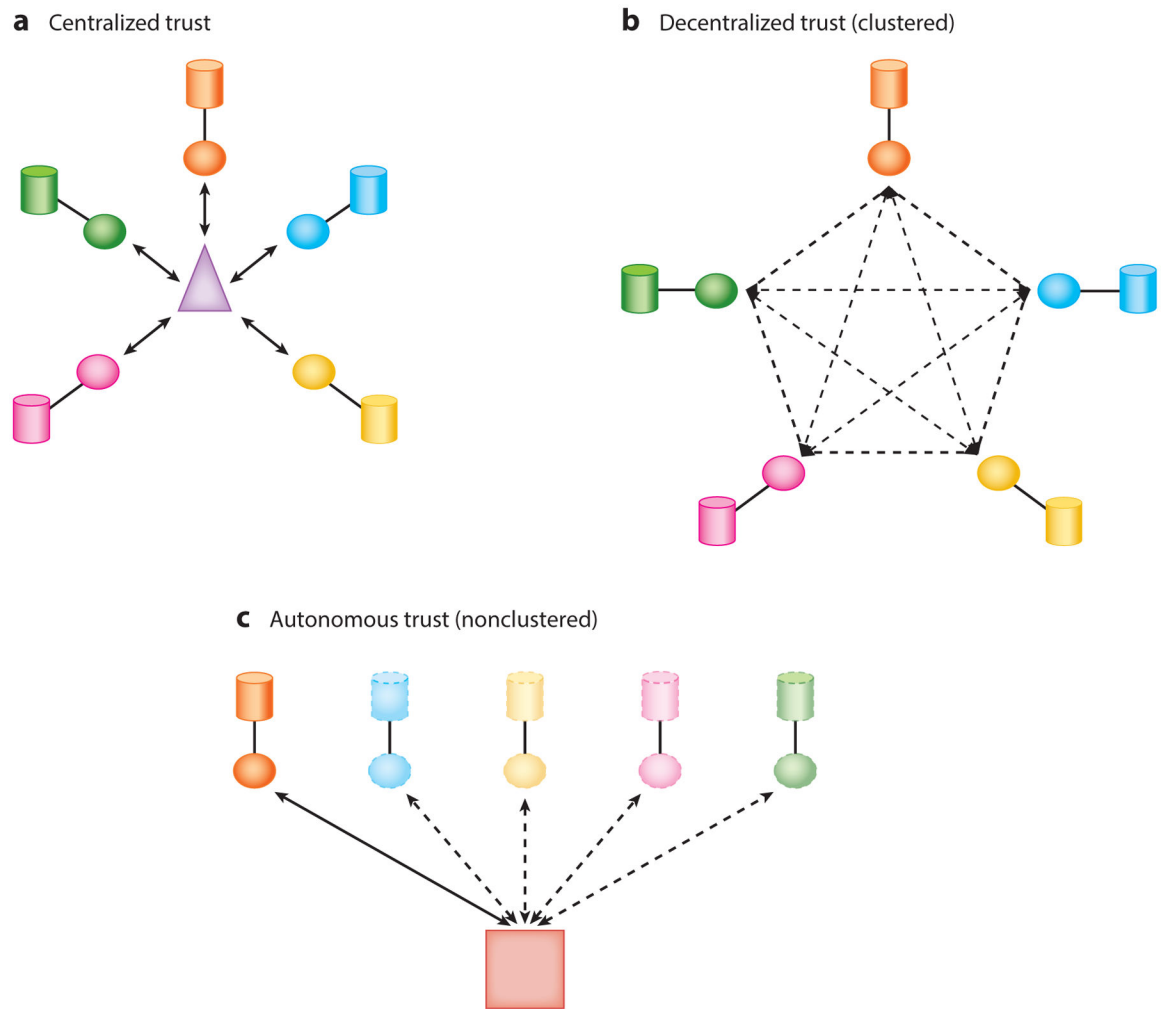 a Centralized trust
b Decentralized trust (clustered)
c Autonomous trust (nonclustered)